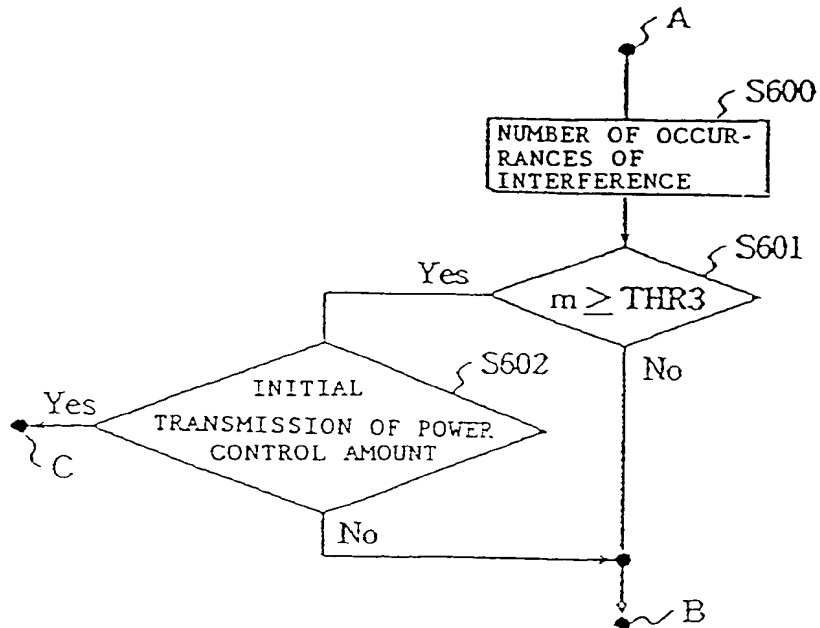 A
S600
NUMBER OF OCCUR-
RANCES OF
INTERFERENCE
S601
Yes
m ≥ THR3
No
S602
INITIAL
TRANSMISSION OF POWER
CONTROL AMOUNT
Yes
C
No
B